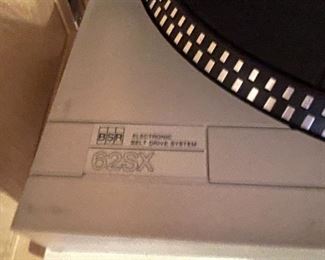 BSR ELECTRONIC
BELT DRIVE SYSTEM
62SX